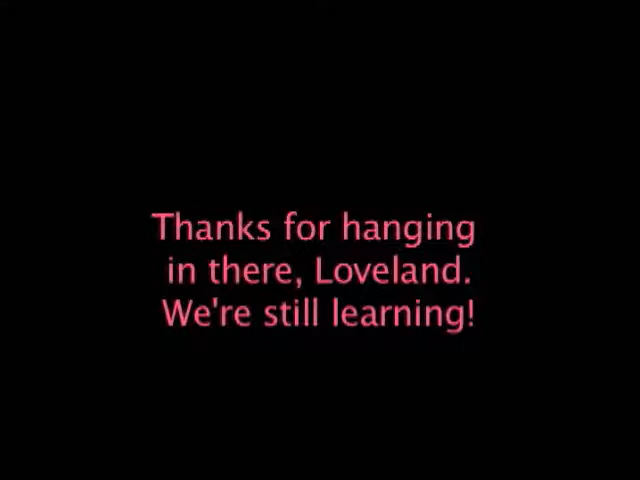 Thanks for hanging
in there, Loveland.
We're still learning!